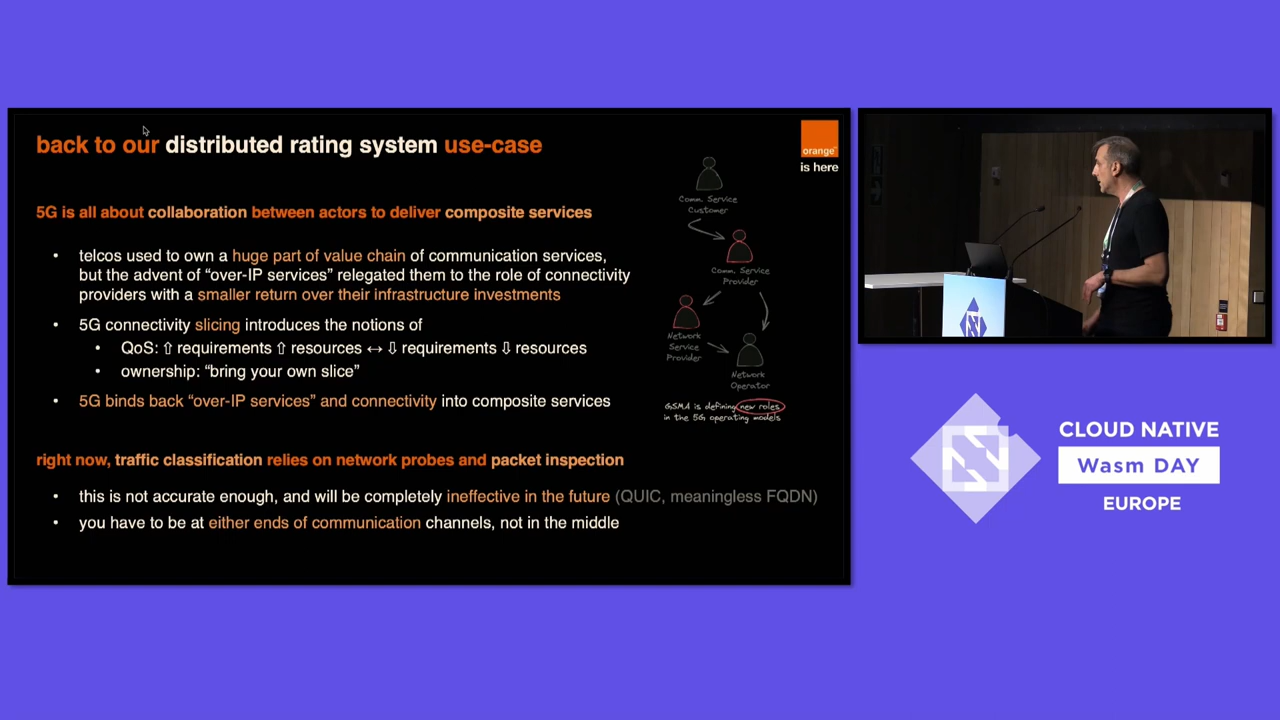 back to our distributed rating system use-case
orange™
is here
5G is all about collaboration between actors to deliver composite services
• telcos used to own a huge part of value chain of communication services,
but the advent of “over-IP services” relegated them to the role of connectivity
providers with a smaller return over their infrastructure investments
• 5G connectivity slicing introduces the notions of
• QoS: ⇧ requirements ⇧ resources ↔ ⇩ requirements ⇩ resources
• ownership: “bring your own slice”
• 5G binds back “over-IP services” and connectivity into composite services
right now, traffic classification relies on network probes and packet inspection
• this is not accurate enough, and will be completely ineffective in the future (QUIC, meaningless FQDN)
• you have to be at either ends of communication channels, not in the middle
Comm. Service
Customer
Comm. Service
Provider
Network
Service
Provider
Network
Operator
GSMA is defining new roles
in the 5G operating models
CLOUD NATIVE
Wasm DAY
EUROPE